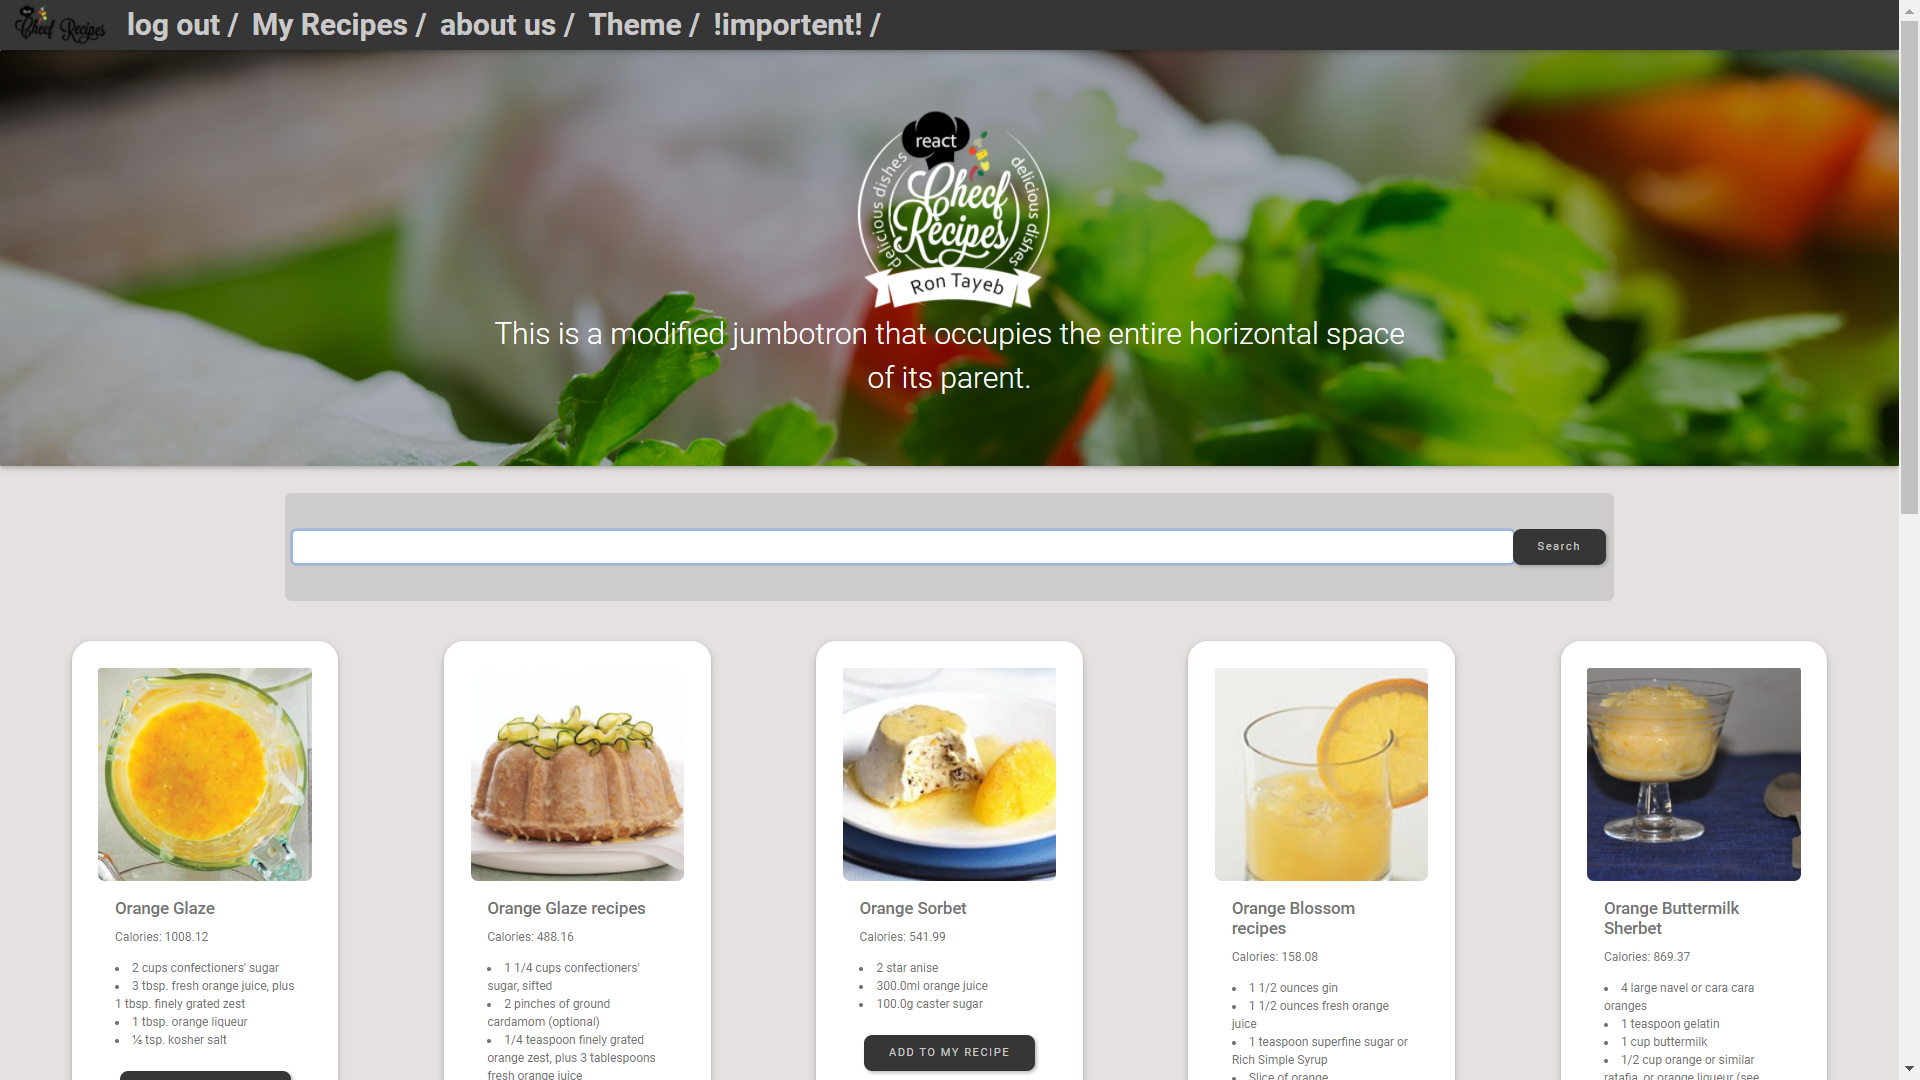 Checf Recipes
log out / My Recipes / about us / Theme / !importent! /
react
delicious dishes
delicious dishes
Checf
Recipes
Ron Tayeb
This is a modified jumbotron that occupies the entire horizontal space
of its parent.
Search
Orange Glaze
Calories: 1008.12
• 2 cups confectioners' sugar
• 3 tbsp. fresh orange juice, plus
1 tbsp. finely grated zest
• 1 tbsp. orange liqueur
• ⅛ tsp. kosher salt
Orange Glaze recipes
Calories: 488.16
• 1 1/4 cups confectioners'
sugar, sifted
• 2 pinches of ground
cardamom (optional)
• 1/4 teaspoon finely grated
orange zest, plus 3 tablespoons
fresh orange juice
Orange Sorbet
Calories: 541.99
• 2 star anise
• 300.0ml orange juice
• 100.0g caster sugar
ADD TO MY RECIPE
Orange Blossom
recipes
Calories: 158.08
• 1 1/2 ounces gin
• 1 1/2 ounces fresh orange
juice
• 1 teaspoon superfine sugar or
Rich Simple Syrup
• Slice of orange
Orange Buttermilk
Sherbet
Calories: 869.37
• 4 large navel or cara cara
oranges
• 1 teaspoon gelatin
• 1 cup buttermilk
• 1/2 cup orange or similar
ratafia, or orange liqueur (see